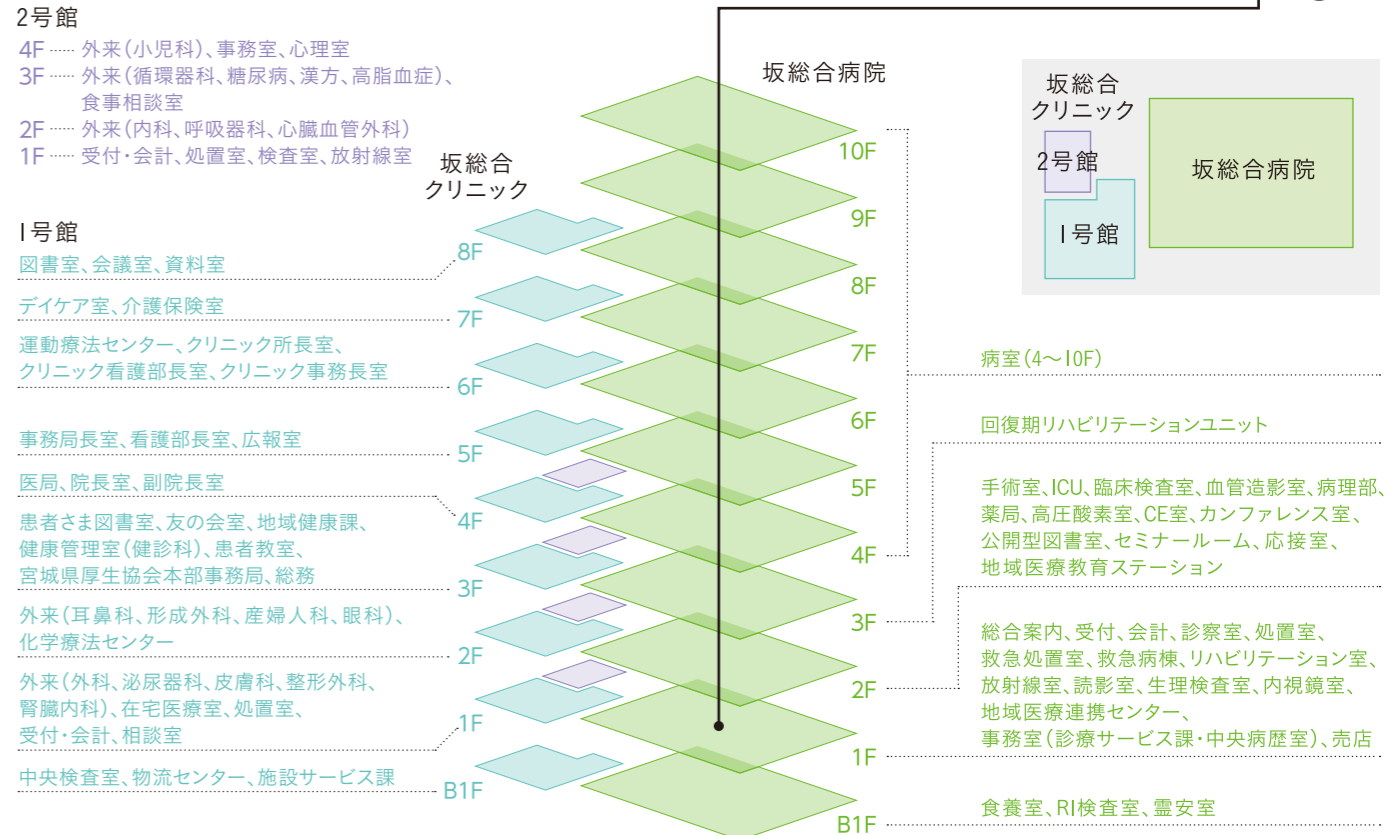 2号館
4F …… 外来(小児科)、事務室、心理室
3F …… 外来(循環器科、糖尿病、漢方、高脂血症)、
食事相談室
2F …… 外来(内科、呼吸器科、心臓血管外科)
1F …… 受付・会計、処置室、検査室、放射線室
坂総合
クリニック
1号館
図書室、会議室、資料室
8F
デイケア室、介護保険室
7F
運動療法センター、クリニック所長室、
クリニック看護部長室、クリニック事務長室
6F
事務局長室、看護部長室、広報室
5F
医局、院長室、副院長室
4F
患者さま図書室、友の会室、地域健康課、
健康管理室(健診科)、患者教室、
宮城県厚生協会本部事務局、総務
3F
外来(耳鼻科、形成外科、産婦人科、眼科)、
化学療法センター
2F
外来(外科、泌尿器科、皮膚科、整形外科、
腎臓内科)、在宅医療室、処置室、
受付・会計、相談室
1F
中央検査室、物流センター、施設サービス課
B1F
坂総合病院
10F
9F
8F
7F
6F
5F
4F
3F
2F
1F
B1F
坂総合
クリニック
2号館
1号館
坂総合病院
病室(4〜10F)
回復期リハビリテーションユニット
手術室、ICU、臨床検査室、血管造影室、病理部、
薬局、高圧酸素室、CE室、カンファレンス室、
公開型図書室、セミナールーム、応接室、
地域医療教育ステーション
総合案内、受付、会計、診察室、処置室、
救急処置室、救急病棟、リハビリテーション室、
放射線室、読影室、生理検査室、内視鏡室、
地域医療連携センター、
事務室(診療サービス課・中央病歴室)、売店
食養室、RI検査室、霊安室